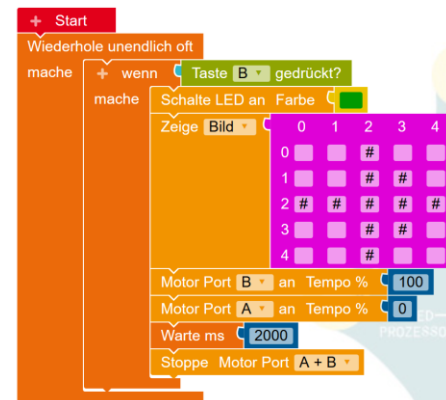 + Start
Wiederhole unendlich oft
mache + wenn Taste B gedrückt?
mache Schalte LED an Farbe
Zeige Bild 0 1 2 3 4
0 #
1 # #
2 # # # # #
3 # #
4 #
Motor Port B an Tempo % 100
Motor Port A an Tempo % 0
Warte ms 2000
Stoppe Motor Port A + B